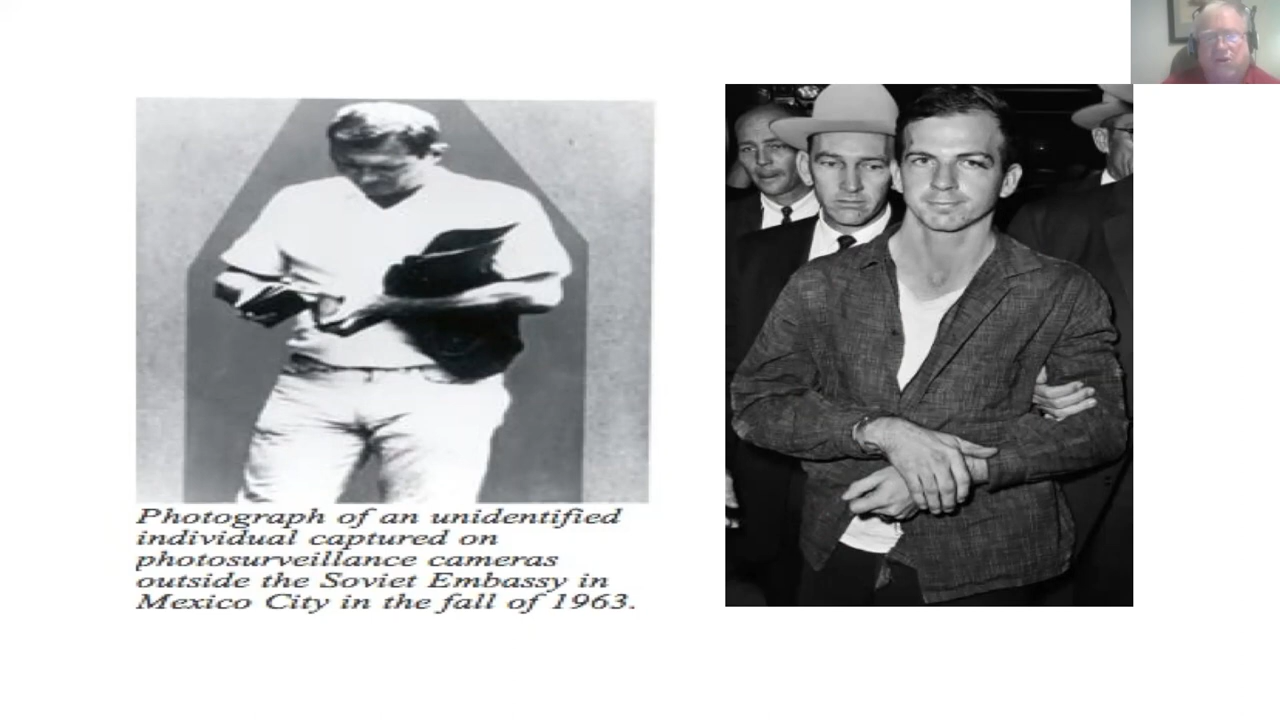 Photograph of an unidentified
individual captured on
photosurveillance cameras
outside the Soviet Embassy in
Mexico City in the fall of 1963.